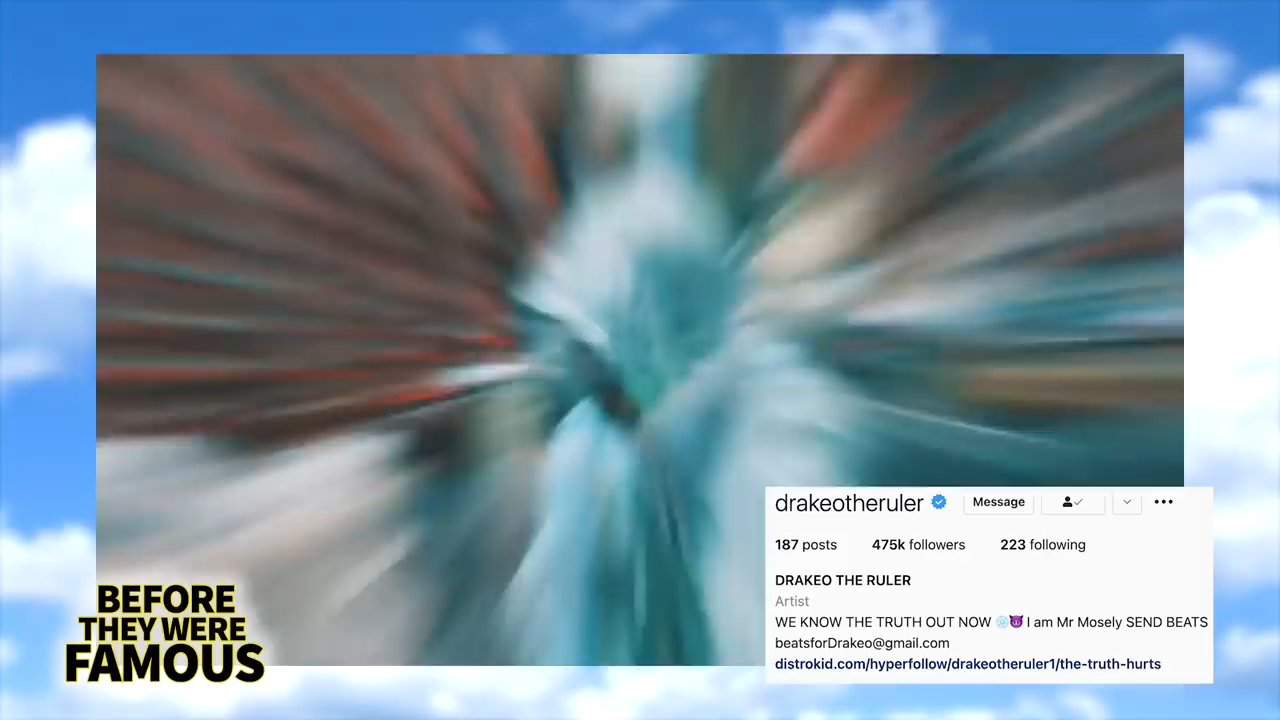 drakeotheruler
Message
187 posts 475k followers 223 following
DRAKEO THE RULER
Artist
WE KNOW THE TRUTH OUT NOW ❄️😈 I am Mr Mosely SEND BEATS
beatsforDrakeo@gmail.com
distrokid.com/hyperfollow/drakeotheruler1/the-truth-hurts
BEFORE
THEY WERE
FAMOUS